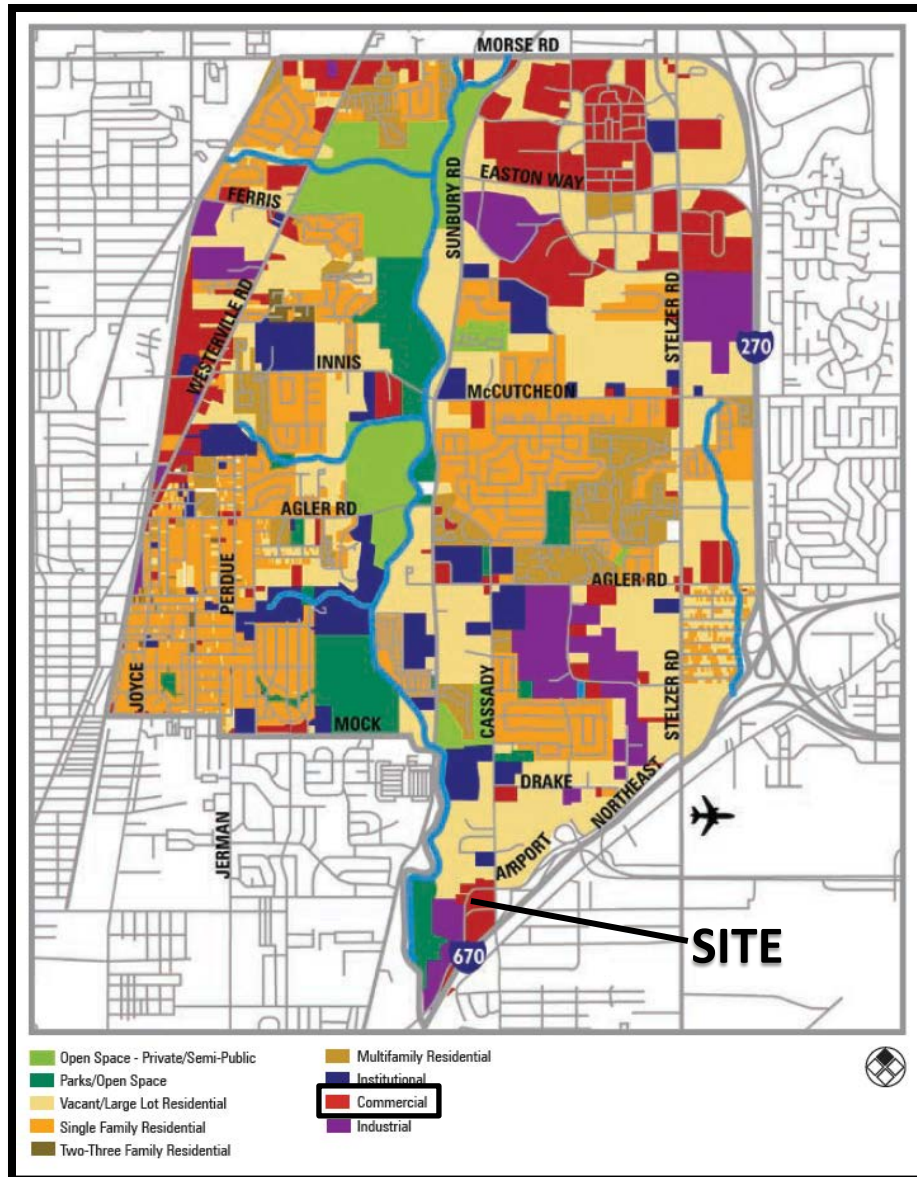 MORSE RD
SUNBURY RD
EASTON WAY
FERRIS
WESTERVILLE RD
STELZER RD
270
INNIS
McCUTCHEON
AGLER RD
PERDUE
AGLER RD
JOYCE
CASSADY
STELZER RD
MOCK
DRAKE
NORTHEAST
JERMAN
AIRPORT
SITE
670
Open Space - Private/Semi-Public
Parks/Open Space
Vacant/Large Lot Residential
Single Family Residential
Two-Three Family Residential
Multifamily Residential
Institutional
Commercial
Industrial